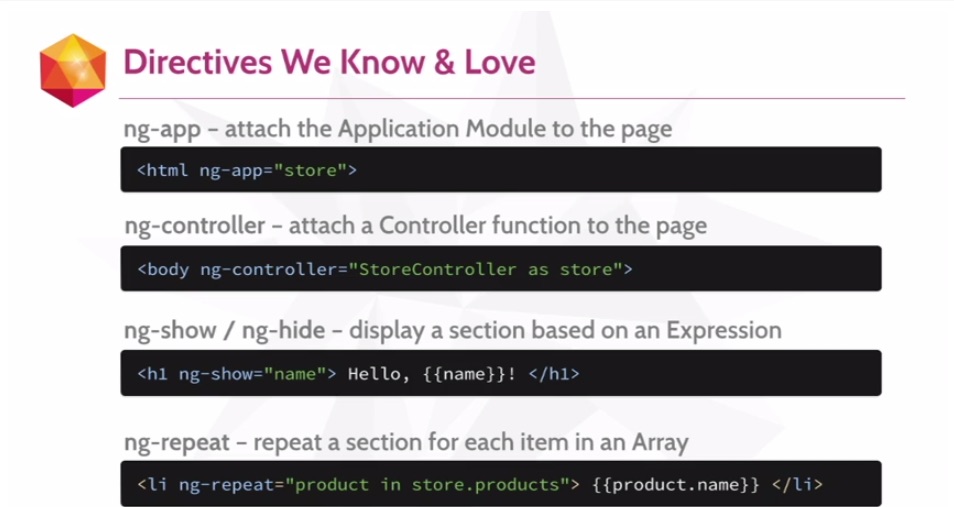 Directives We Know & Love
ng-app – attach the Application Module to the page
<html ng-app="store">
ng-controller – attach a Controller function to the page
<body ng-controller="StoreController as store">
ng-show / ng-hide – display a section based on an Expression
<h1 ng-show="name"> Hello, {{name}}! </h1>
ng-repeat – repeat a section for each item in an Array
<li ng-repeat="product in store.products"> {{product.name}} </li>